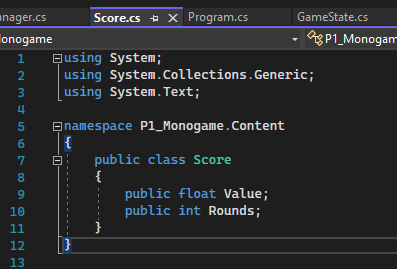 nager.cs Score.cs Program.cs GameState.cs
Monogame P1_Monogam
1 using System;
2 using System.Collections.Generic;
3 using System.Text;
4
5 namespace P1_Monogame.Content
6 {
7 public class Score
8 {
9 public float Value;
10 public int Rounds;
11 }
12 }
13